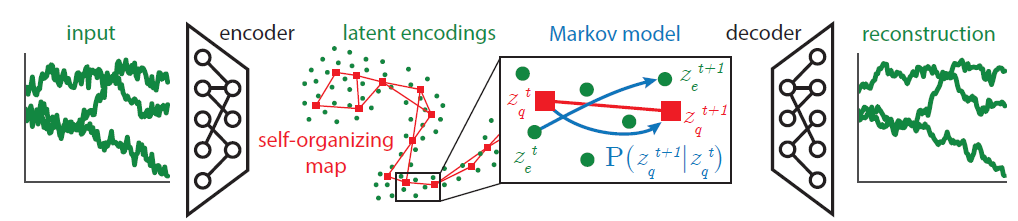 input
encoder
latent encodings
Markov model
decoder
reconstruction
self-organizing
map
z_q^t
z_e^t
z_e^{t+1}
z_q^{t+1}
P(z_q^{t+1}|z_q^t)